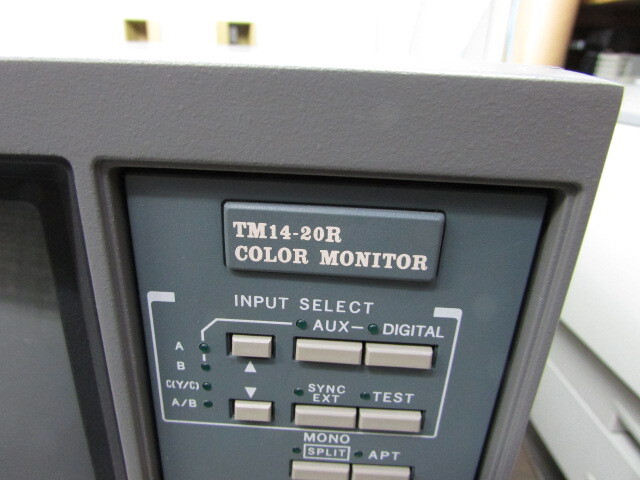 TM14-20R
COLOR MONITOR
INPUT SELECT
AUX
DIGITAL
A
B
C(Y/C)
A/B
SYNC
EXT
TEST
MONO
SPLIT
APT